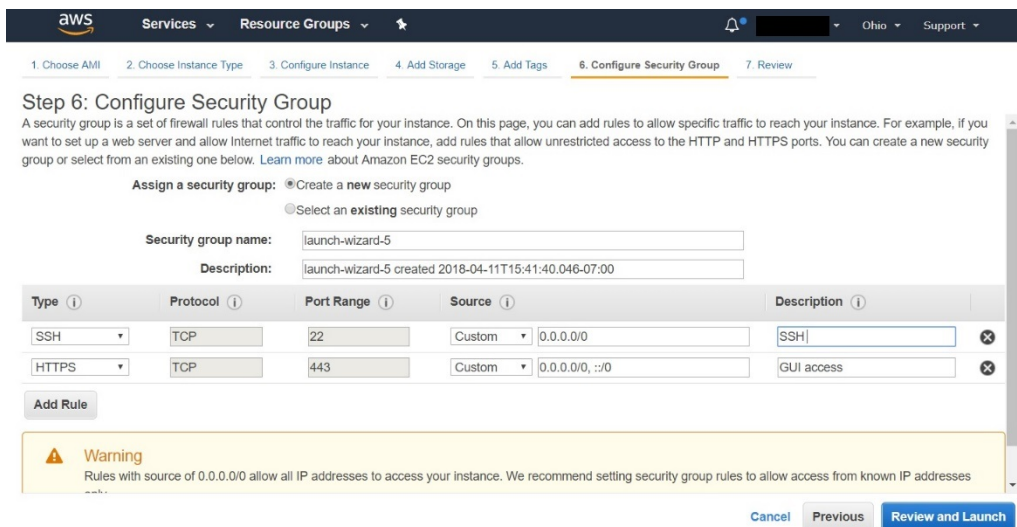 aws Services Resource Groups Ohio Support
1. Choose AMI 2. Choose Instance Type 3. Configure Instance 4. Add Storage 5. Add Tags 6. Configure Security Group 7. Review
Step 6: Configure Security Group
A security group is a set of firewall rules that control the traffic for your instance. On this page, you can add rules to allow specific traffic to reach your instance. For example, if you
want to set up a web server and allow Internet traffic to reach your instance, add rules that allow unrestricted access to the HTTP and HTTPS ports. You can create a new security
group or select from an existing one below. Learn more about Amazon EC2 security groups.
Assign a security group: Create a new security group
Select an existing security group
Security group name: launch-wizard-5
Description: launch-wizard-5 created 2018-04-11T15:41:40.046-07:00
Type i Protocol i Port Range i Source i Description i
SSH TCP 22 Custom 0.0.0.0/0 SSH
HTTPS TCP 443 Custom 0.0.0.0/0, ::/0 GUI access
Add Rule
Warning
Rules with source of 0.0.0.0/0 allow all IP addresses to access your instance. We recommend setting security group rules to allow access from known IP addresses
Cancel Previous Review and Launch